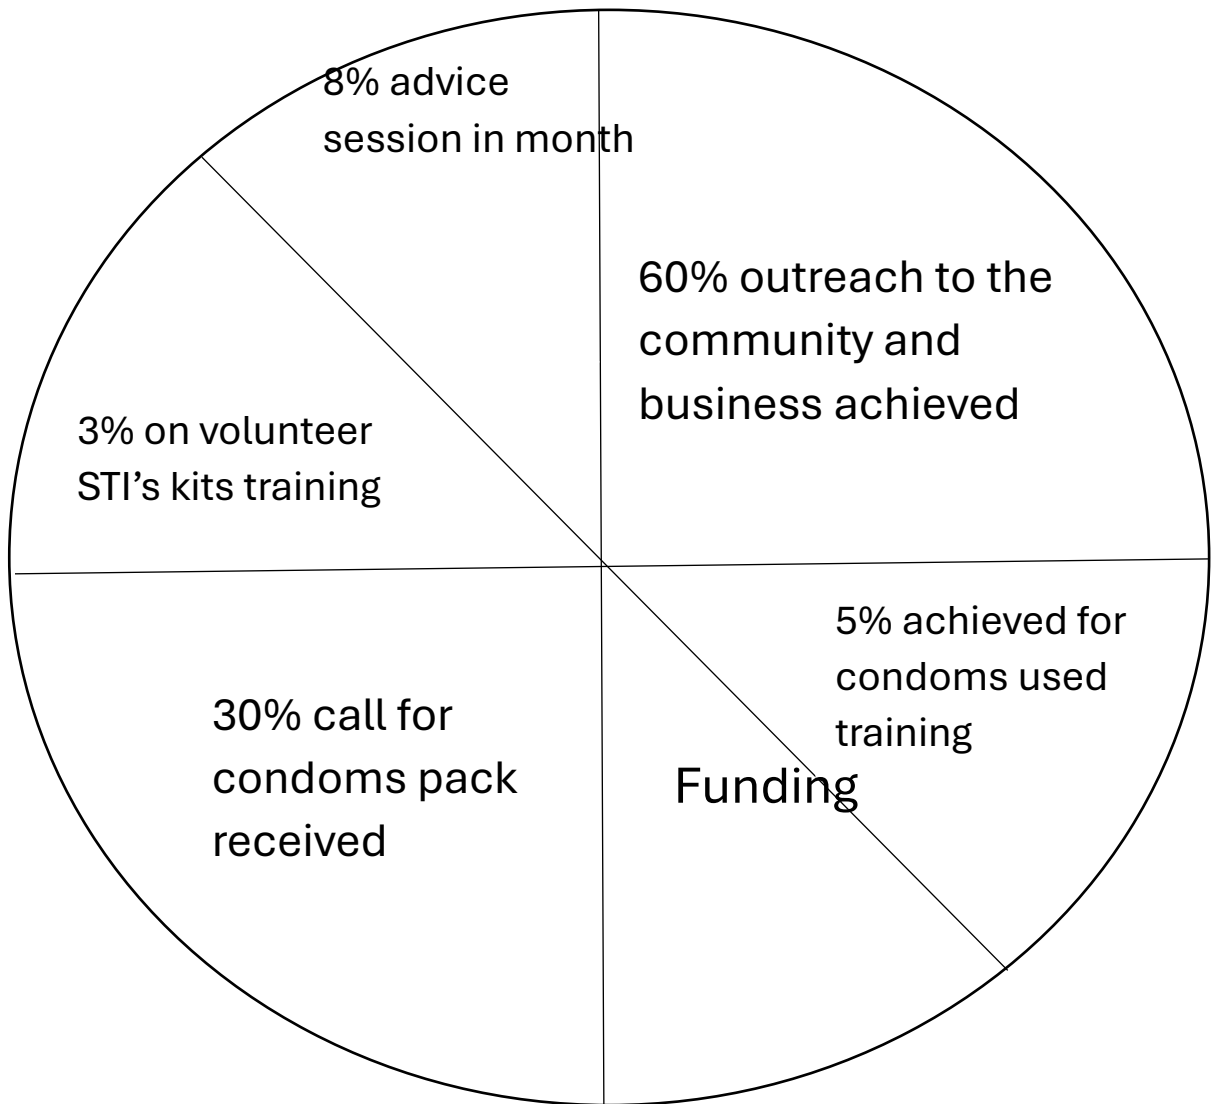 8% advice
session in month
60% outreach to the
community and
business achieved
3% on volunteer
STI’s kits training
5% achieved for
condoms used
training
30% call for
condoms pack
received
Funding